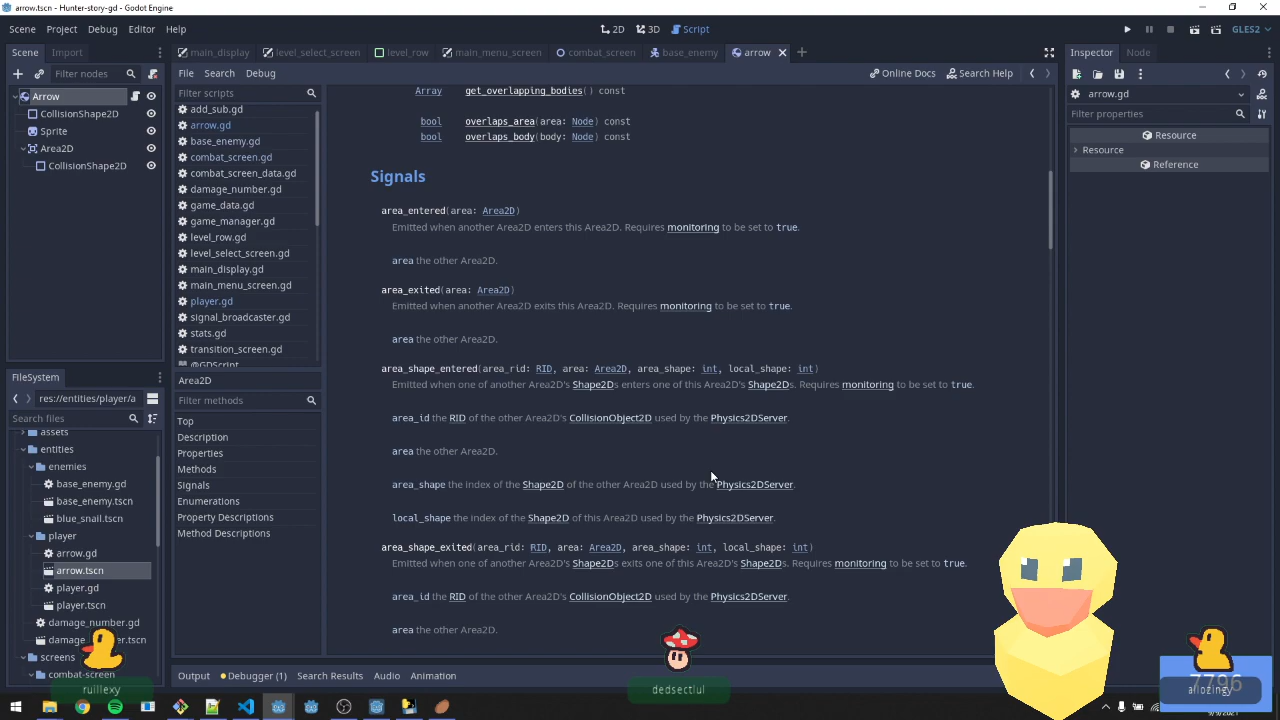 arrow.tscn - Hunter-story-gd - Godot Engine
Scene Project Debug Editor Help
2D 3D Script
GLES2
Scene Import
main_display level_select_screen level_row main_menu_screen combat_screen base_enemy arrow
Inspector Node
Filter nodes
File Search Debug
Online Docs Search Help
Arrow
CollisionShape2D
Sprite
Area2D
CollisionShape2D
Filter scripts
add_sub.gd
arrow.gd
base_enemy.gd
combat_screen.gd
combat_screen_data.gd
damage_number.gd
game_data.gd
game_manager.gd
level_row.gd
level_select_screen.gd
main_display.gd
main_menu_screen.gd
player.gd
signal_broadcaster.gd
stats.gd
transition_screen.gd
@GDScript
Area2D
Filter methods
Top
Description
Properties
Methods
Signals
Enumerations
Property Descriptions
Method Descriptions
Array get_overlapping_bodies() const
bool overlaps_area(area: Node) const
bool overlaps_body(body: Node) const
Signals
area_entered(area: Area2D)
Emitted when another Area2D enters this Area2D. Requires monitoring to be set to true.
area the other Area2D.
area_exited(area: Area2D)
Emitted when another Area2D exits this Area2D. Requires monitoring to be set to true.
area the other Area2D.
area_shape_entered(area_rid: RID, area: Area2D, area_shape: int, local_shape: int)
Emitted when one of another Area2D's Shape2Ds enters one of this Area2D's Shape2Ds. Requires monitoring to be set to true.
area_id the RID of the other Area2D's CollisionObject2D used by the Physics2DServer.
area the other Area2D.
area_shape the index of the Shape2D of the other Area2D used by the Physics2DServer.
local_shape the index of the Shape2D of this Area2D used by the Physics2DServer.
area_shape_exited(area_rid: RID, area: Area2D, area_shape: int, local_shape: int)
Emitted when one of another Area2D's Shape2Ds exits one of this Area2D's Shape2Ds. Requires monitoring to be set to true.
area_id the RID of the other Area2D's CollisionObject2D used by the Physics2DServer.
area the other Area2D.
arrow.gd
Filter properties
Resource
Resource
Reference
FileSystem
res://entities/player/a
Search files
assets
entities
enemies
base_enemy.gd
base_enemy.tscn
blue_snail.tscn
player
arrow.gd
arrow.tscn
player.gd
player.tscn
damage_number.gd
screens
combat-screen
Output Debugger (1) Search Results Audio Animation
ruillexy
dedsectiul
7796
allozingy